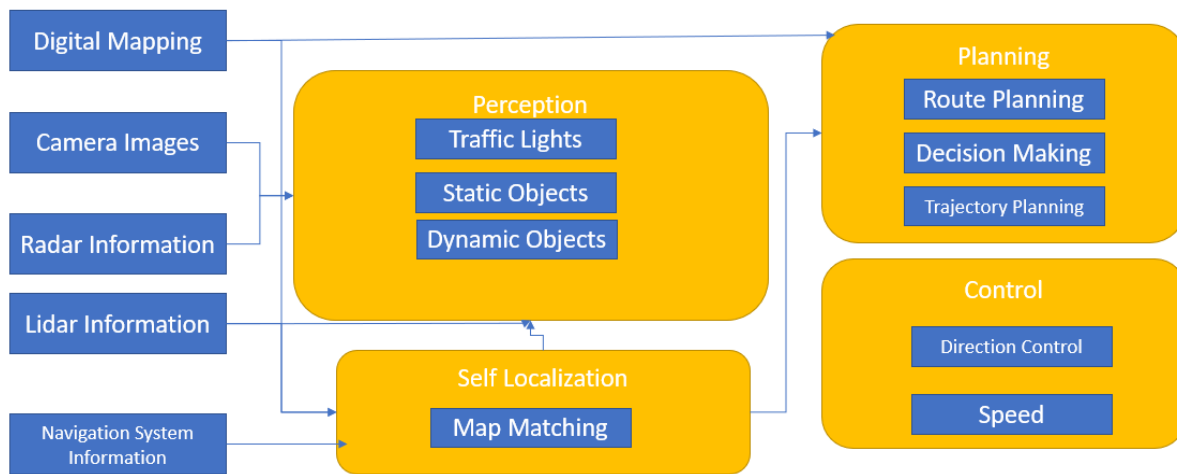 Digital Mapping
Camera Images
Radar Information
Lidar Information
Navigation System
Information
Perception
Traffic Lights
Static Objects
Dynamic Objects
Self Localization
Map Matching
Planning
Route Planning
Decision Making
Trajectory Planning
Control
Direction Control
Speed